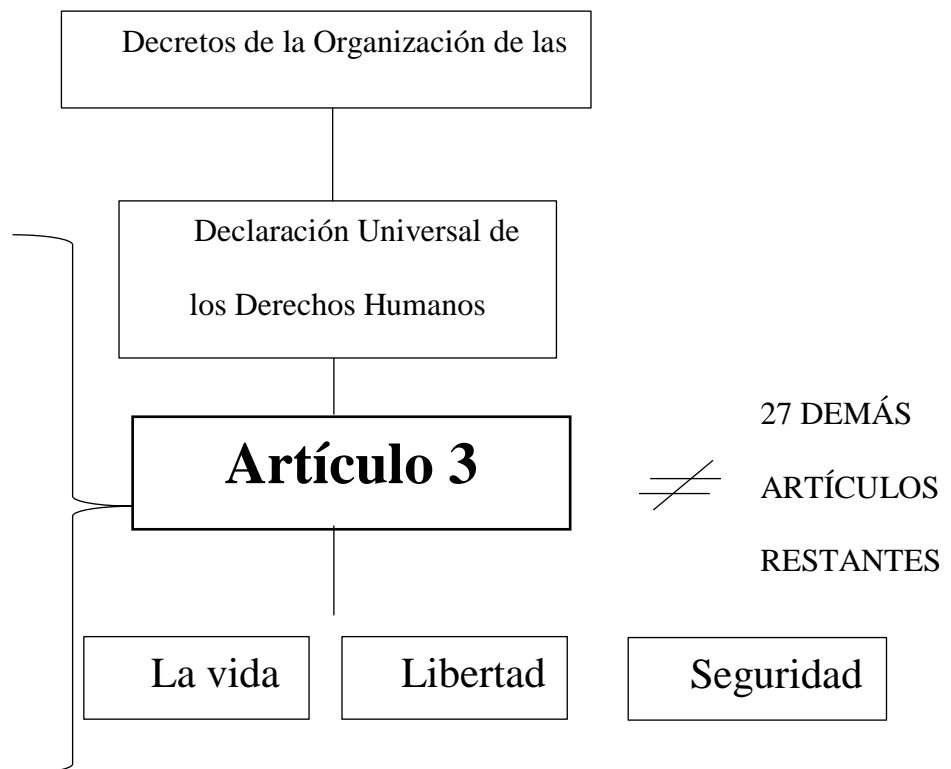 Decretos de la Organización de las
Declaración Universal de
los Derechos Humanos
Artículo 3
27 DEMÁS
ARTÍCULOS
RESTANTES
La vida
Libertad
Seguridad